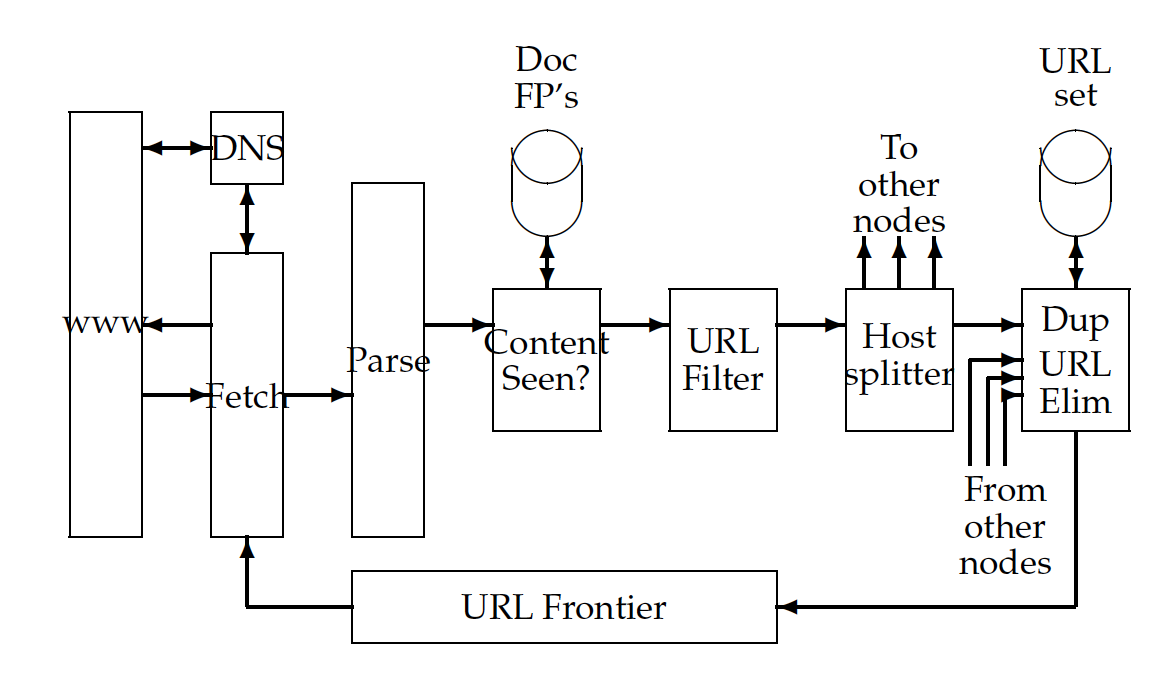 Doc
FP's
URL
set
DNS
To
other
nodes
www
Fetch
Parse
Content
Seen?
URL
Filter
Host
splitter
Dup
URL
Elim
From
other
nodes
URL Frontier